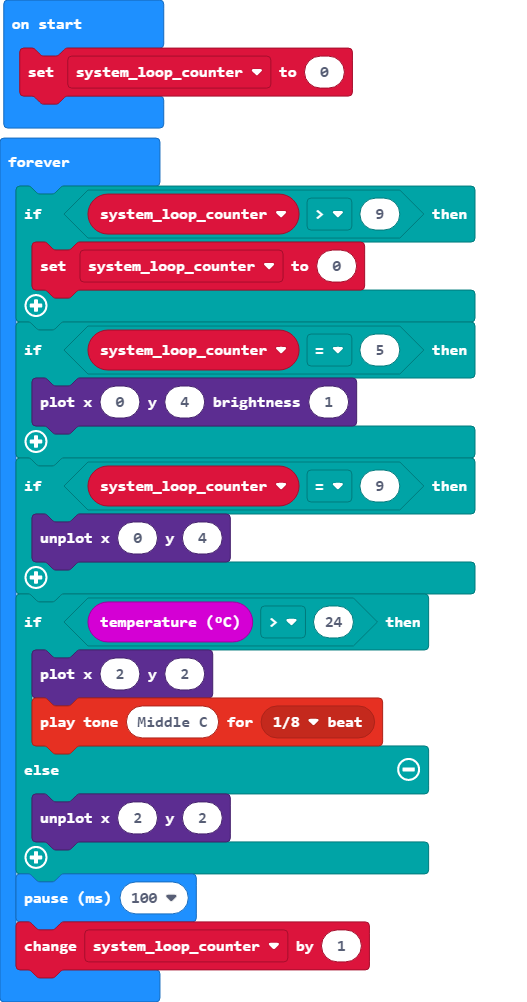 on start
set system_loop_counter to 0
forever
if system_loop_counter > 9 then
set system_loop_counter to 0
if system_loop_counter = 5 then
plot x 0 y 4 brightness 1
if system_loop_counter = 9 then
unplot x 0 y 4
if temperature (ºC) > 24 then
plot x 2 y 2
play tone Middle C for 1/8 beat
else
unplot x 2 y 2
pause (ms) 100
change system_loop_counter by 1